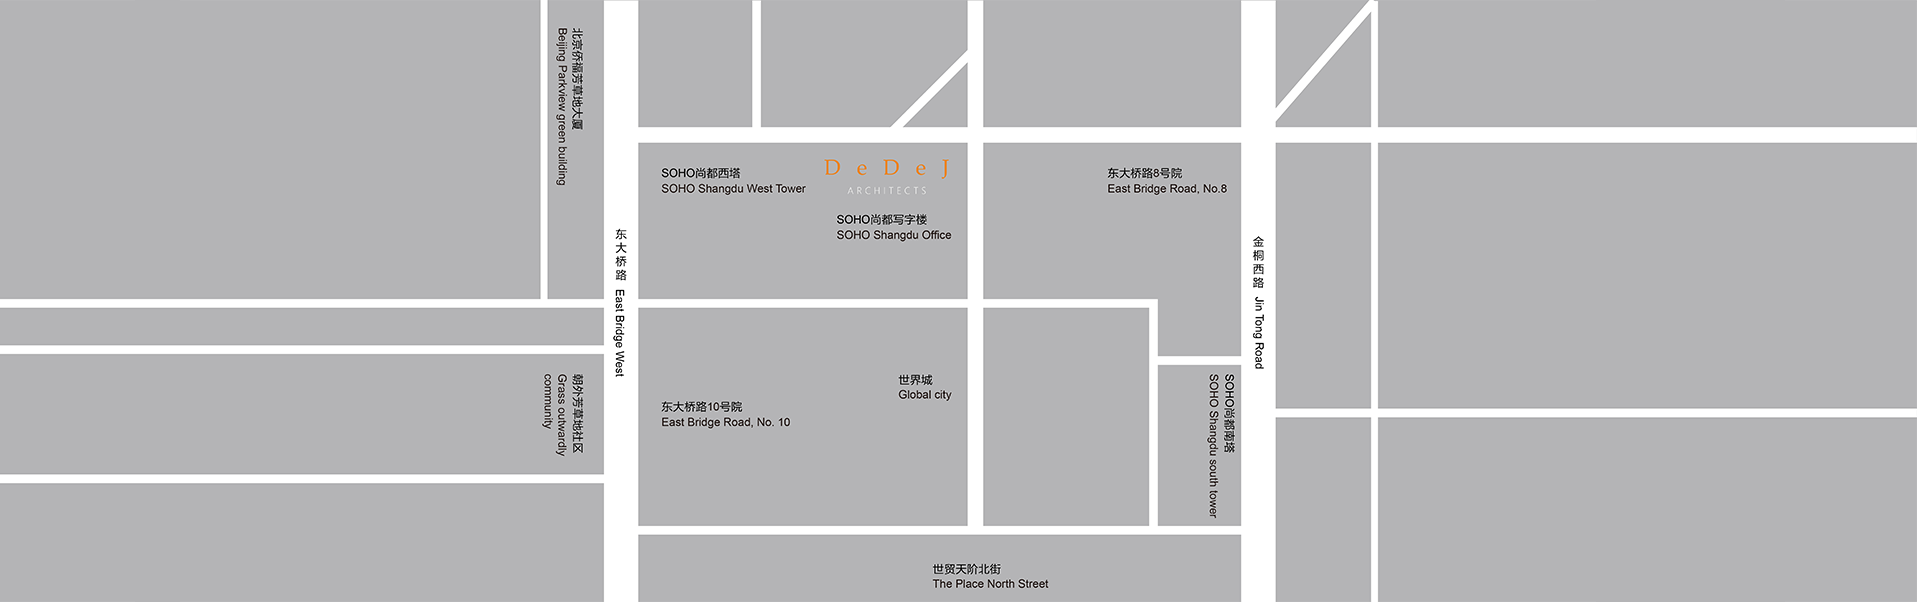 北京侨福芳草地大厦
Beijing Parkview green building
SOHO尚都西塔
SOHO Shangdu West Tower
DeDeJ
ARCHITECTS
SOHO尚都写字楼
SOHO Shangdu Office
东大桥路8号院
East Bridge Road, No.8
东大桥路 East Bridge West
金桐西路 Jin Tong Road
朝外芳草地社区
Grass outwardly
community
东大桥路10号院
East Bridge Road, No. 10
世界城
Global city
SOHO尚都南塔
SOHO Shangdu south tower
世贸天阶北街
The Place North Street